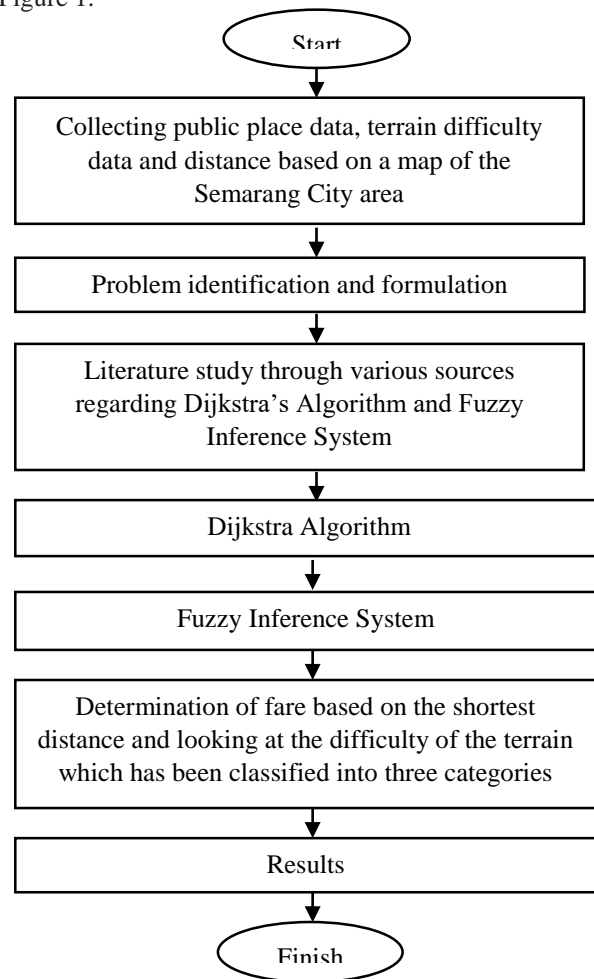 Figure 1.
Start
Collecting public place data, terrain difficulty
data and distance based on a map of the
Semarang City area
Problem identification and formulation
Literature study through various sources
regarding Dijkstra’s Algorithm and Fuzzy
Inference System
Dijkstra Algorithm
Fuzzy Inference System
Determination of fare based on the shortest
distance and looking at the difficulty of the terrain
which has been classified into three categories
Results
Finish